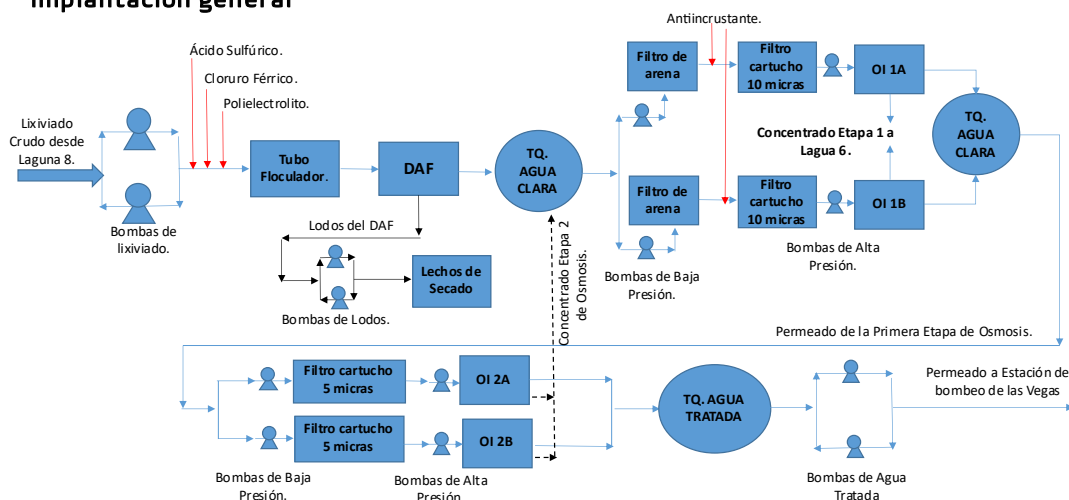 Implantación general
Antiincrustante.
Ácido Sulfúrico.
Cloruro Férrico.
Polielectrolito.
Lixiviado
Crudo desde
Laguna 8.
Bombas de
lixiviado.
Tubo
Floculador.
DAF
TQ.
AGUA
CLARA
Filtro de
arena
Filtro
cartucho
10 micras
OI 1A
Concentrado Etapa 1 a
Lagua 6.
TQ.
AGUA
CLARA
Filtro de
arena
Filtro
cartucho
10 micras
OI 1B
Bombas de Baja
Presión.
Bombas de Alta
Presión.
Lodos del DAF
Lechos de
Secado
Bombas de Lodos.
Concentrado Etapa 2
de Osmosis.
Permeado de la Primera Etapa de Osmosis.
Filtro cartucho
5 micras
OI 2A
Filtro cartucho
5 micras
OI 2B
Bombas de Baja
Presión.
Bombas de Alta
Presión.
TQ. AGUA
TRATADA
Permeado a Estación de
bombeo de las Vegas
Bombas de Agua
Tratada